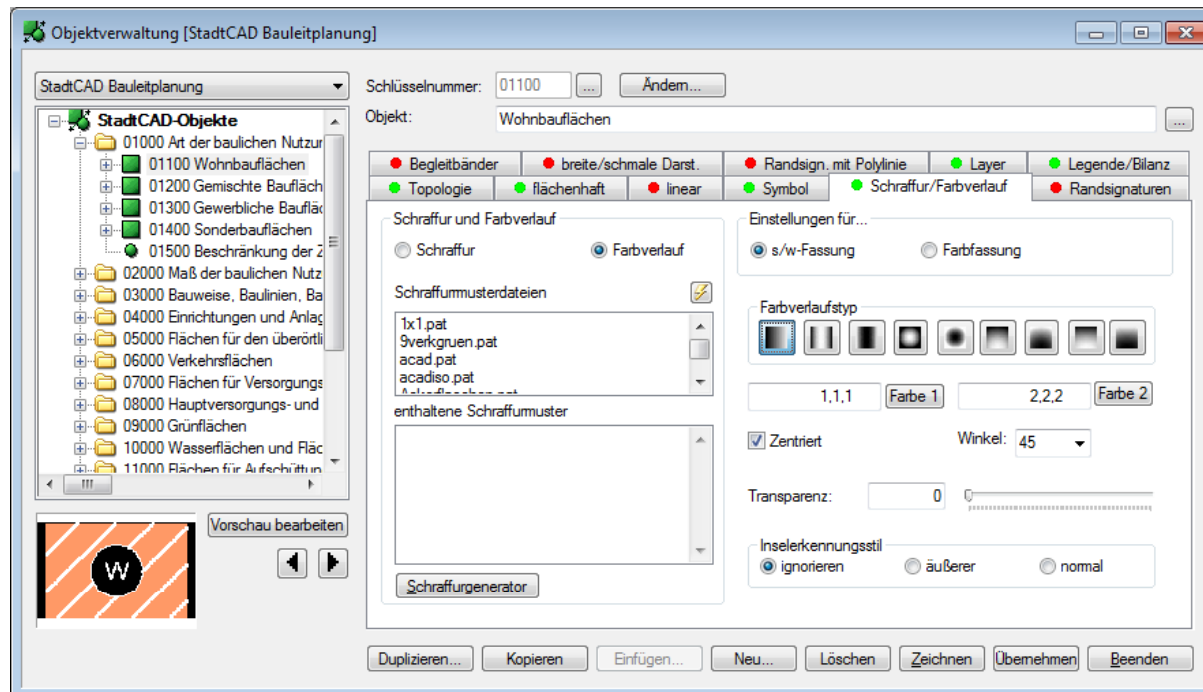 Objektverwaltung [StadtCAD Bauleitplanung]
StadtCAD Bauleitplanung
StadtCAD-Objekte
01000 Art der baulichen Nutzur
01100 Wohnbauflächen
01200 Gemischte Baufläch
01300 Gewerbliche Baufläc
01400 Sonderbauflächen
01500 Beschränkung der Z
02000 Maß der baulichen Nutz
03000 Bauweise, Baulinien, Ba
04000 Einrichtungen und Anlag
05000 Flächen für den überörtli
06000 Verkehrsflächen
07000 Flächen für Versorgungs
08000 Hauptversorgungs- und
09000 Grünflächen
10000 Wasserflächen und Fläc
11000 Flächen für Aufschüttun
Vorschau bearbeiten
W
Schlüsselnummer: 01100 ... Ändern...
Objekt: Wohnbauflächen ...
Begleitbänder breite/schmale Darst. Randsign. mit Polylinie Layer Legende/Bilanz
Topologie flächenhaft linear Symbol Schraffur/Farbverlauf Randsignaturen
Schraffur und Farbverlauf
Schraffur Farbverlauf
Schraffurmusterdateien
1x1.pat
9verkgruen.pat
acad.pat
acadiso.pat
Ackerflaechen.pat
enthaltene Schraffurmuster
Schraffurgenerator
Einstellungen für...
s/w-Fassung Farbfassung
Farbverlaufstyp
1,1,1 Farbe 1 2,2,2 Farbe 2
Zentriert Winkel: 45
Transparenz: 0
Inselerkennungsstil
ignorieren äußerer normal
Duplizieren... Kopieren Einfügen... Neu... Löschen Zeichnen Übernehmen Beenden